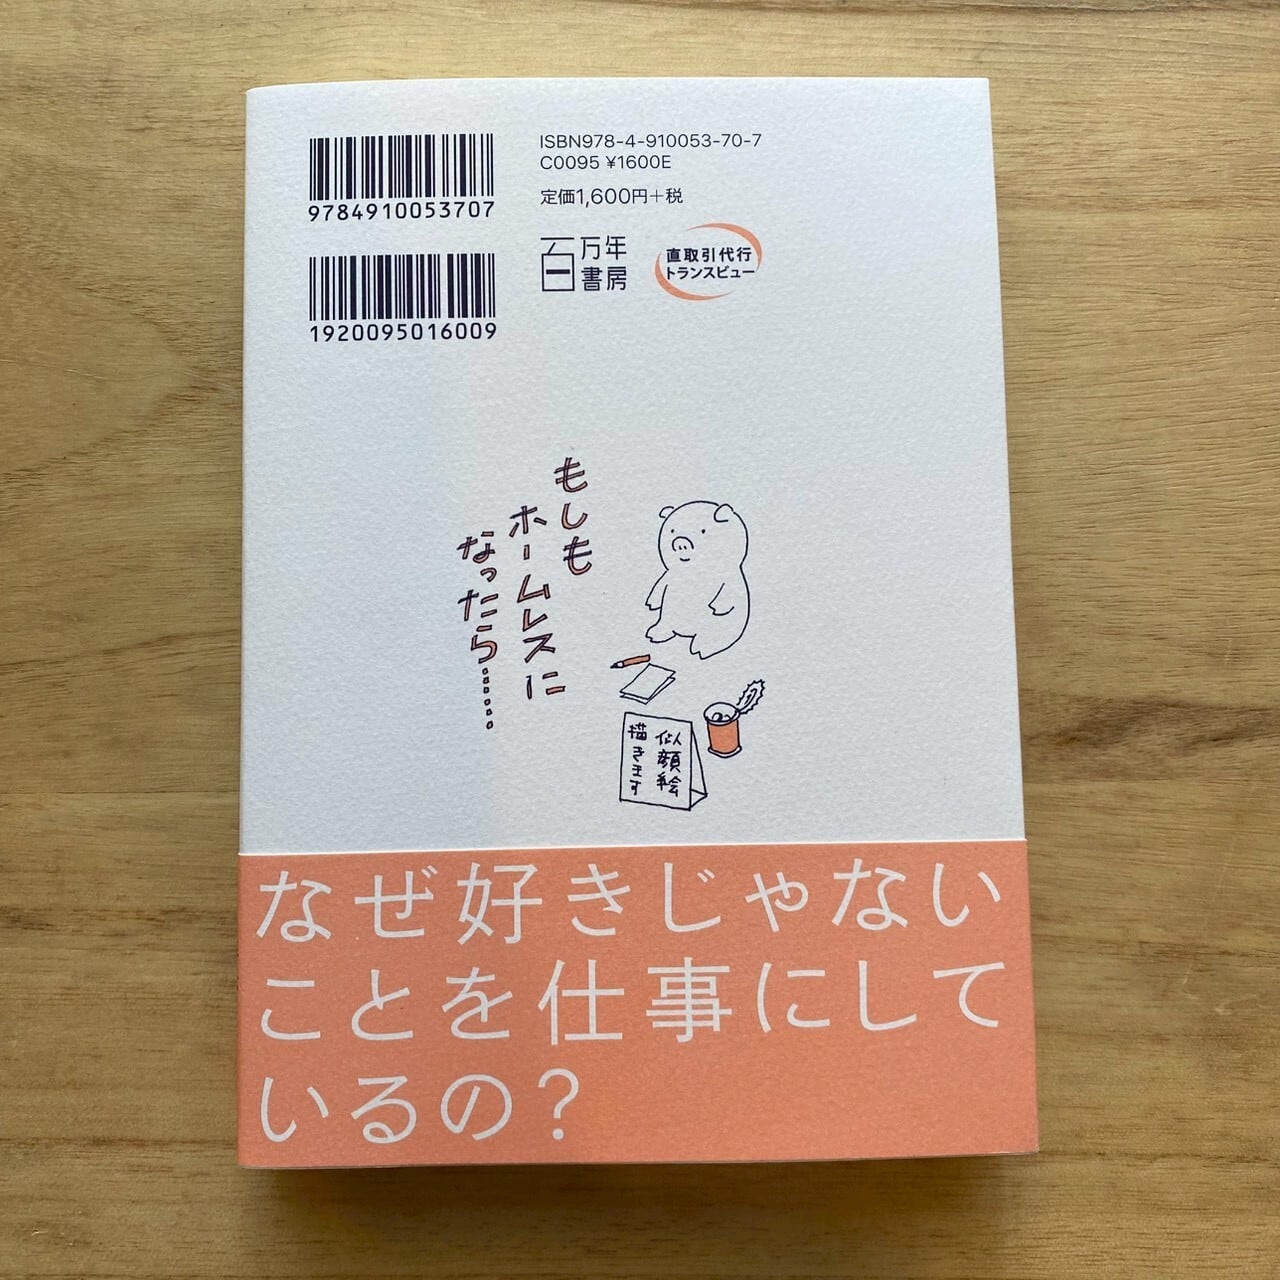 9784910053707
1920095016009
ISBN978-4-910053-70-7
C0095 ¥1600E
定価1,600円+税
百万年
書房
直取引代行
トランスビュー
もしも
ホームレスに
なったら……
似顔絵
描きます
なぜ好きじゃない
ことを仕事にして
いるの？